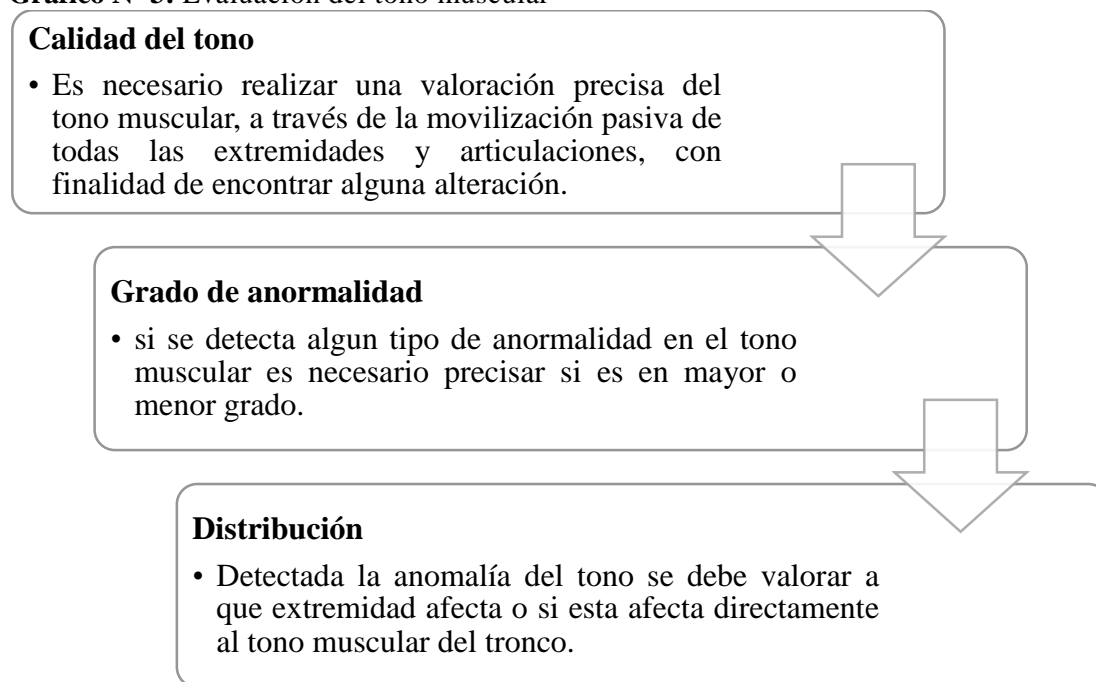 Gráfico N° 3. Evaluación del tono muscular
Calidad del tono
• Es necesario realizar una valoración precisa del
tono muscular, a través de la movilización pasiva de
todas las extremidades y articulaciones, con
finalidad de encontrar alguna alteración.
Grado de anormalidad
• si se detecta algun tipo de anormalidad en el tono
muscular es necesario precisar si es en mayor o
menor grado.
Distribución
• Detectada la anomalía del tono se debe valorar a
que extremidad afecta o si esta afecta directamente
al tono muscular del tronco.